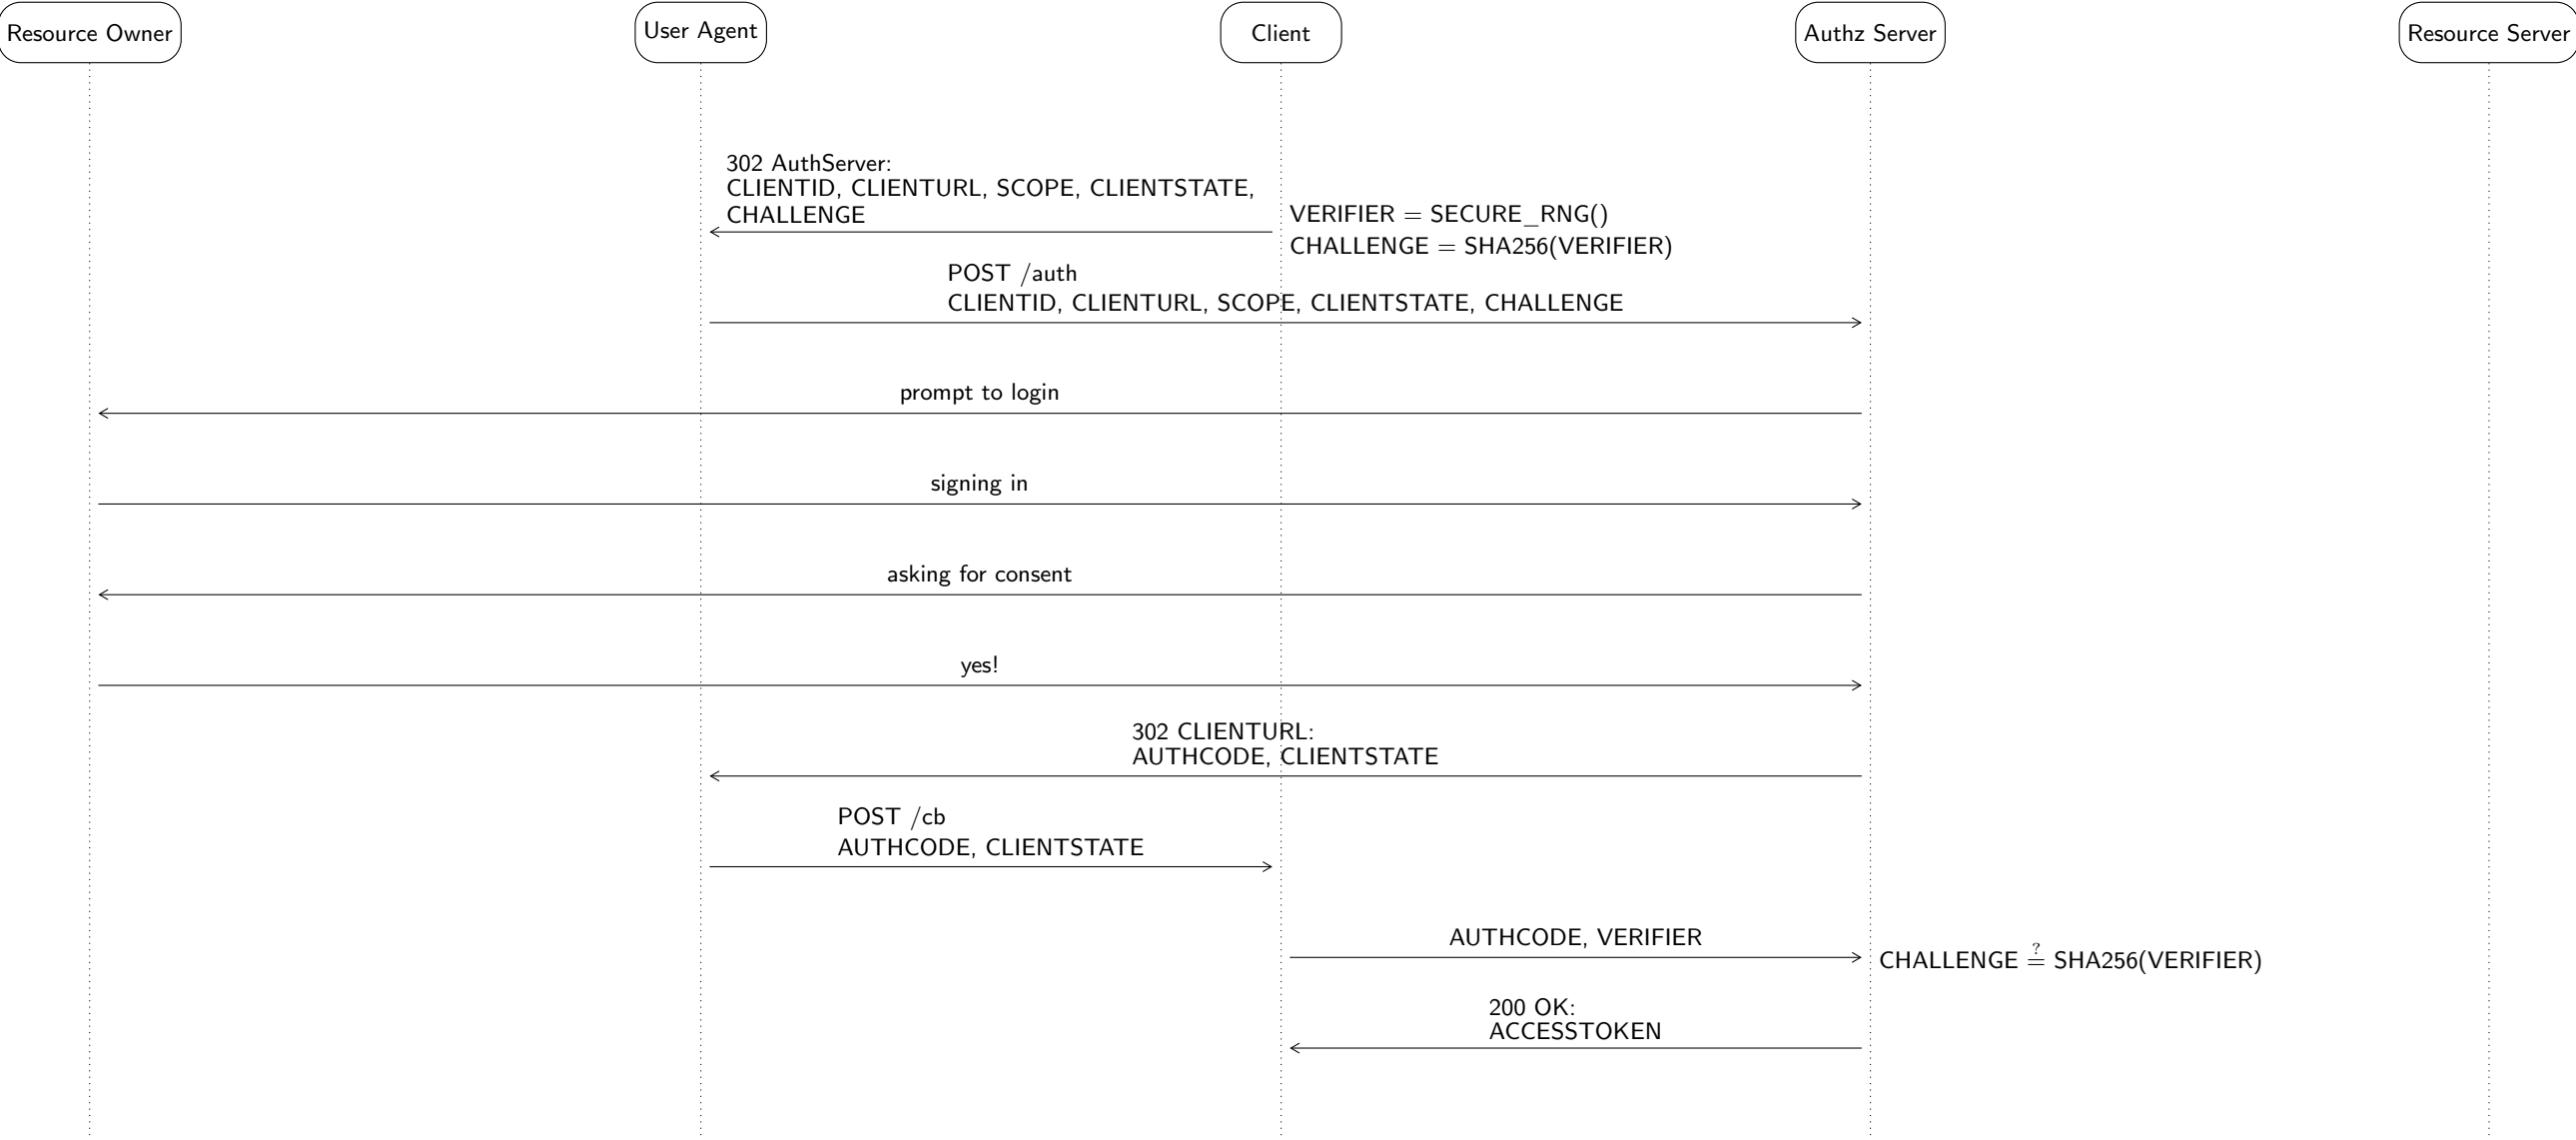 Resource Owner
User Agent
Client
Authz Server
Resource Server
302 AuthServer:
CLIENTID, CLIENTURL, SCOPE, CLIENTSTATE,
CHALLENGE
VERIFIER = SECURE_RNG()
CHALLENGE = SHA256(VERIFIER)
POST /auth
CLIENTID, CLIENTURL, SCOPE, CLIENTSTATE, CHALLENGE
prompt to login
signing in
asking for consent
yes!
302 CLIENTURL:
AUTHCODE, CLIENTSTATE
POST /cb
AUTHCODE, CLIENTSTATE
AUTHCODE, VERIFIER
CHALLENGE ≟ SHA256(VERIFIER)
200 OK:
ACCESSTOKEN